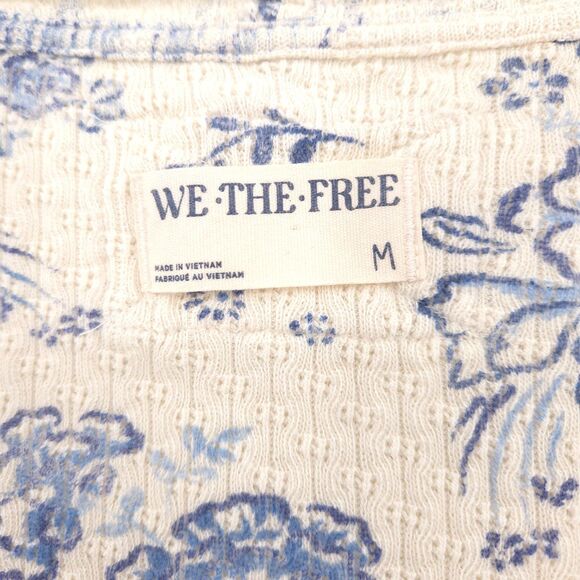 WE·THE·FREE
MADE IN VIETNAM
FABRIQUÉ AU VIETNAM
M